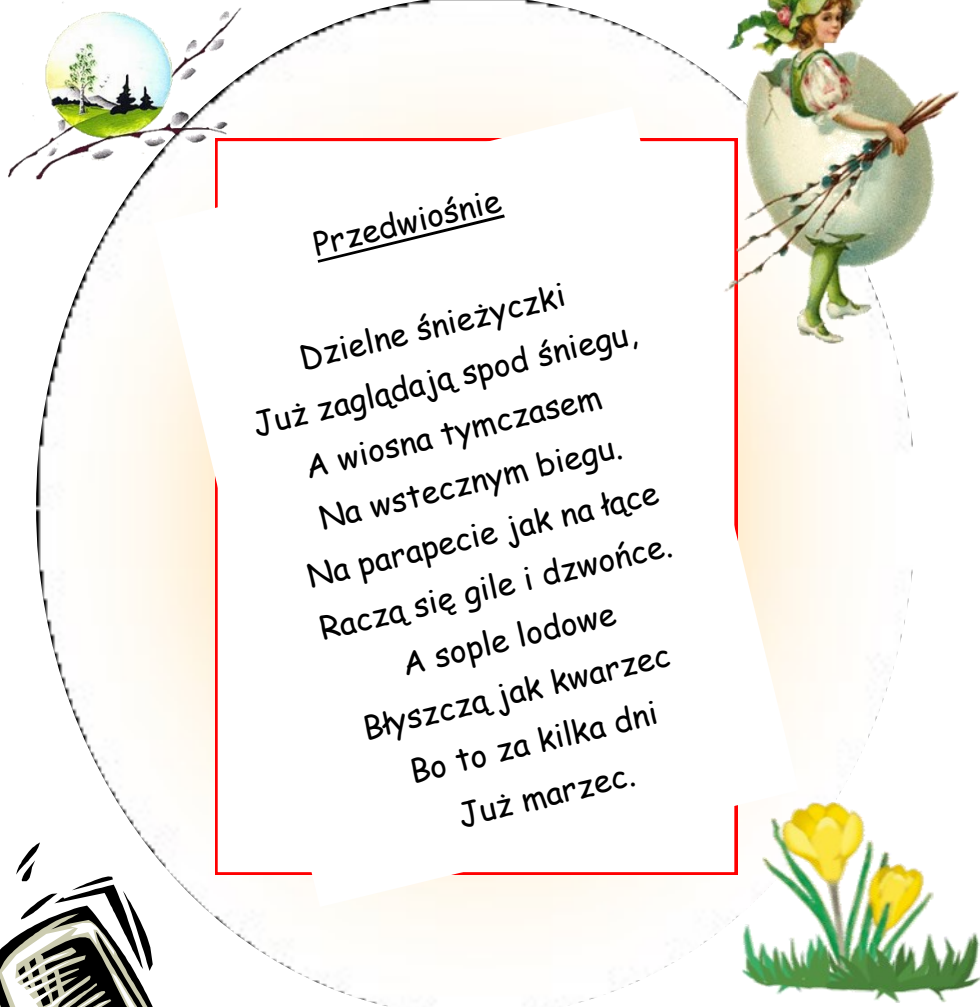 Przedwiośnie
Dzielne śnieżyczki
Już zaglądają spod śniegu,
A wiosna tymczasem
Na wstecznym biegu.
Na parapecie jak na łące
Raczą się gile i dzwońce.
A sople lodowe
Błyszczą jak kwarzec
Bo to za kilka dni
Już marzec.